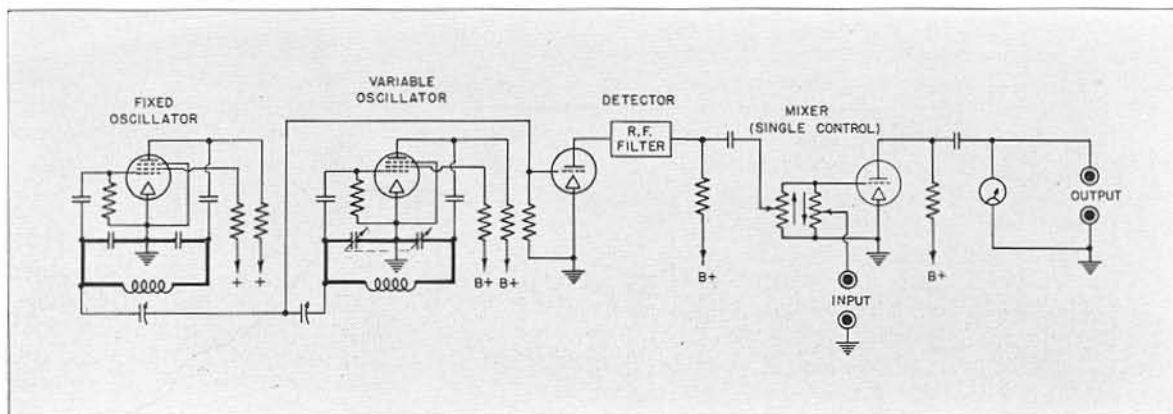 FIXED
OSCILLATOR
VARIABLE
OSCILLATOR
DETECTOR
R.F.
FILTER
MIXER
(SINGLE CONTROL)
+ +
B+ B+
B+
INPUT
B+
OUTPUT